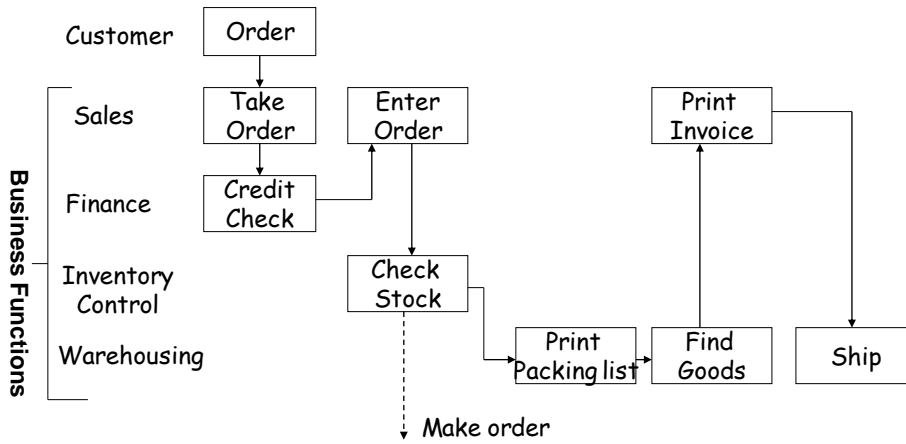 Customer
Order
Business Functions
Sales
Take
Order
Enter
Order
Print
Invoice
Finance
Credit
Check
Inventory
Control
Check
Stock
Warehousing
Print
Packing list
Find
Goods
Ship
Make order